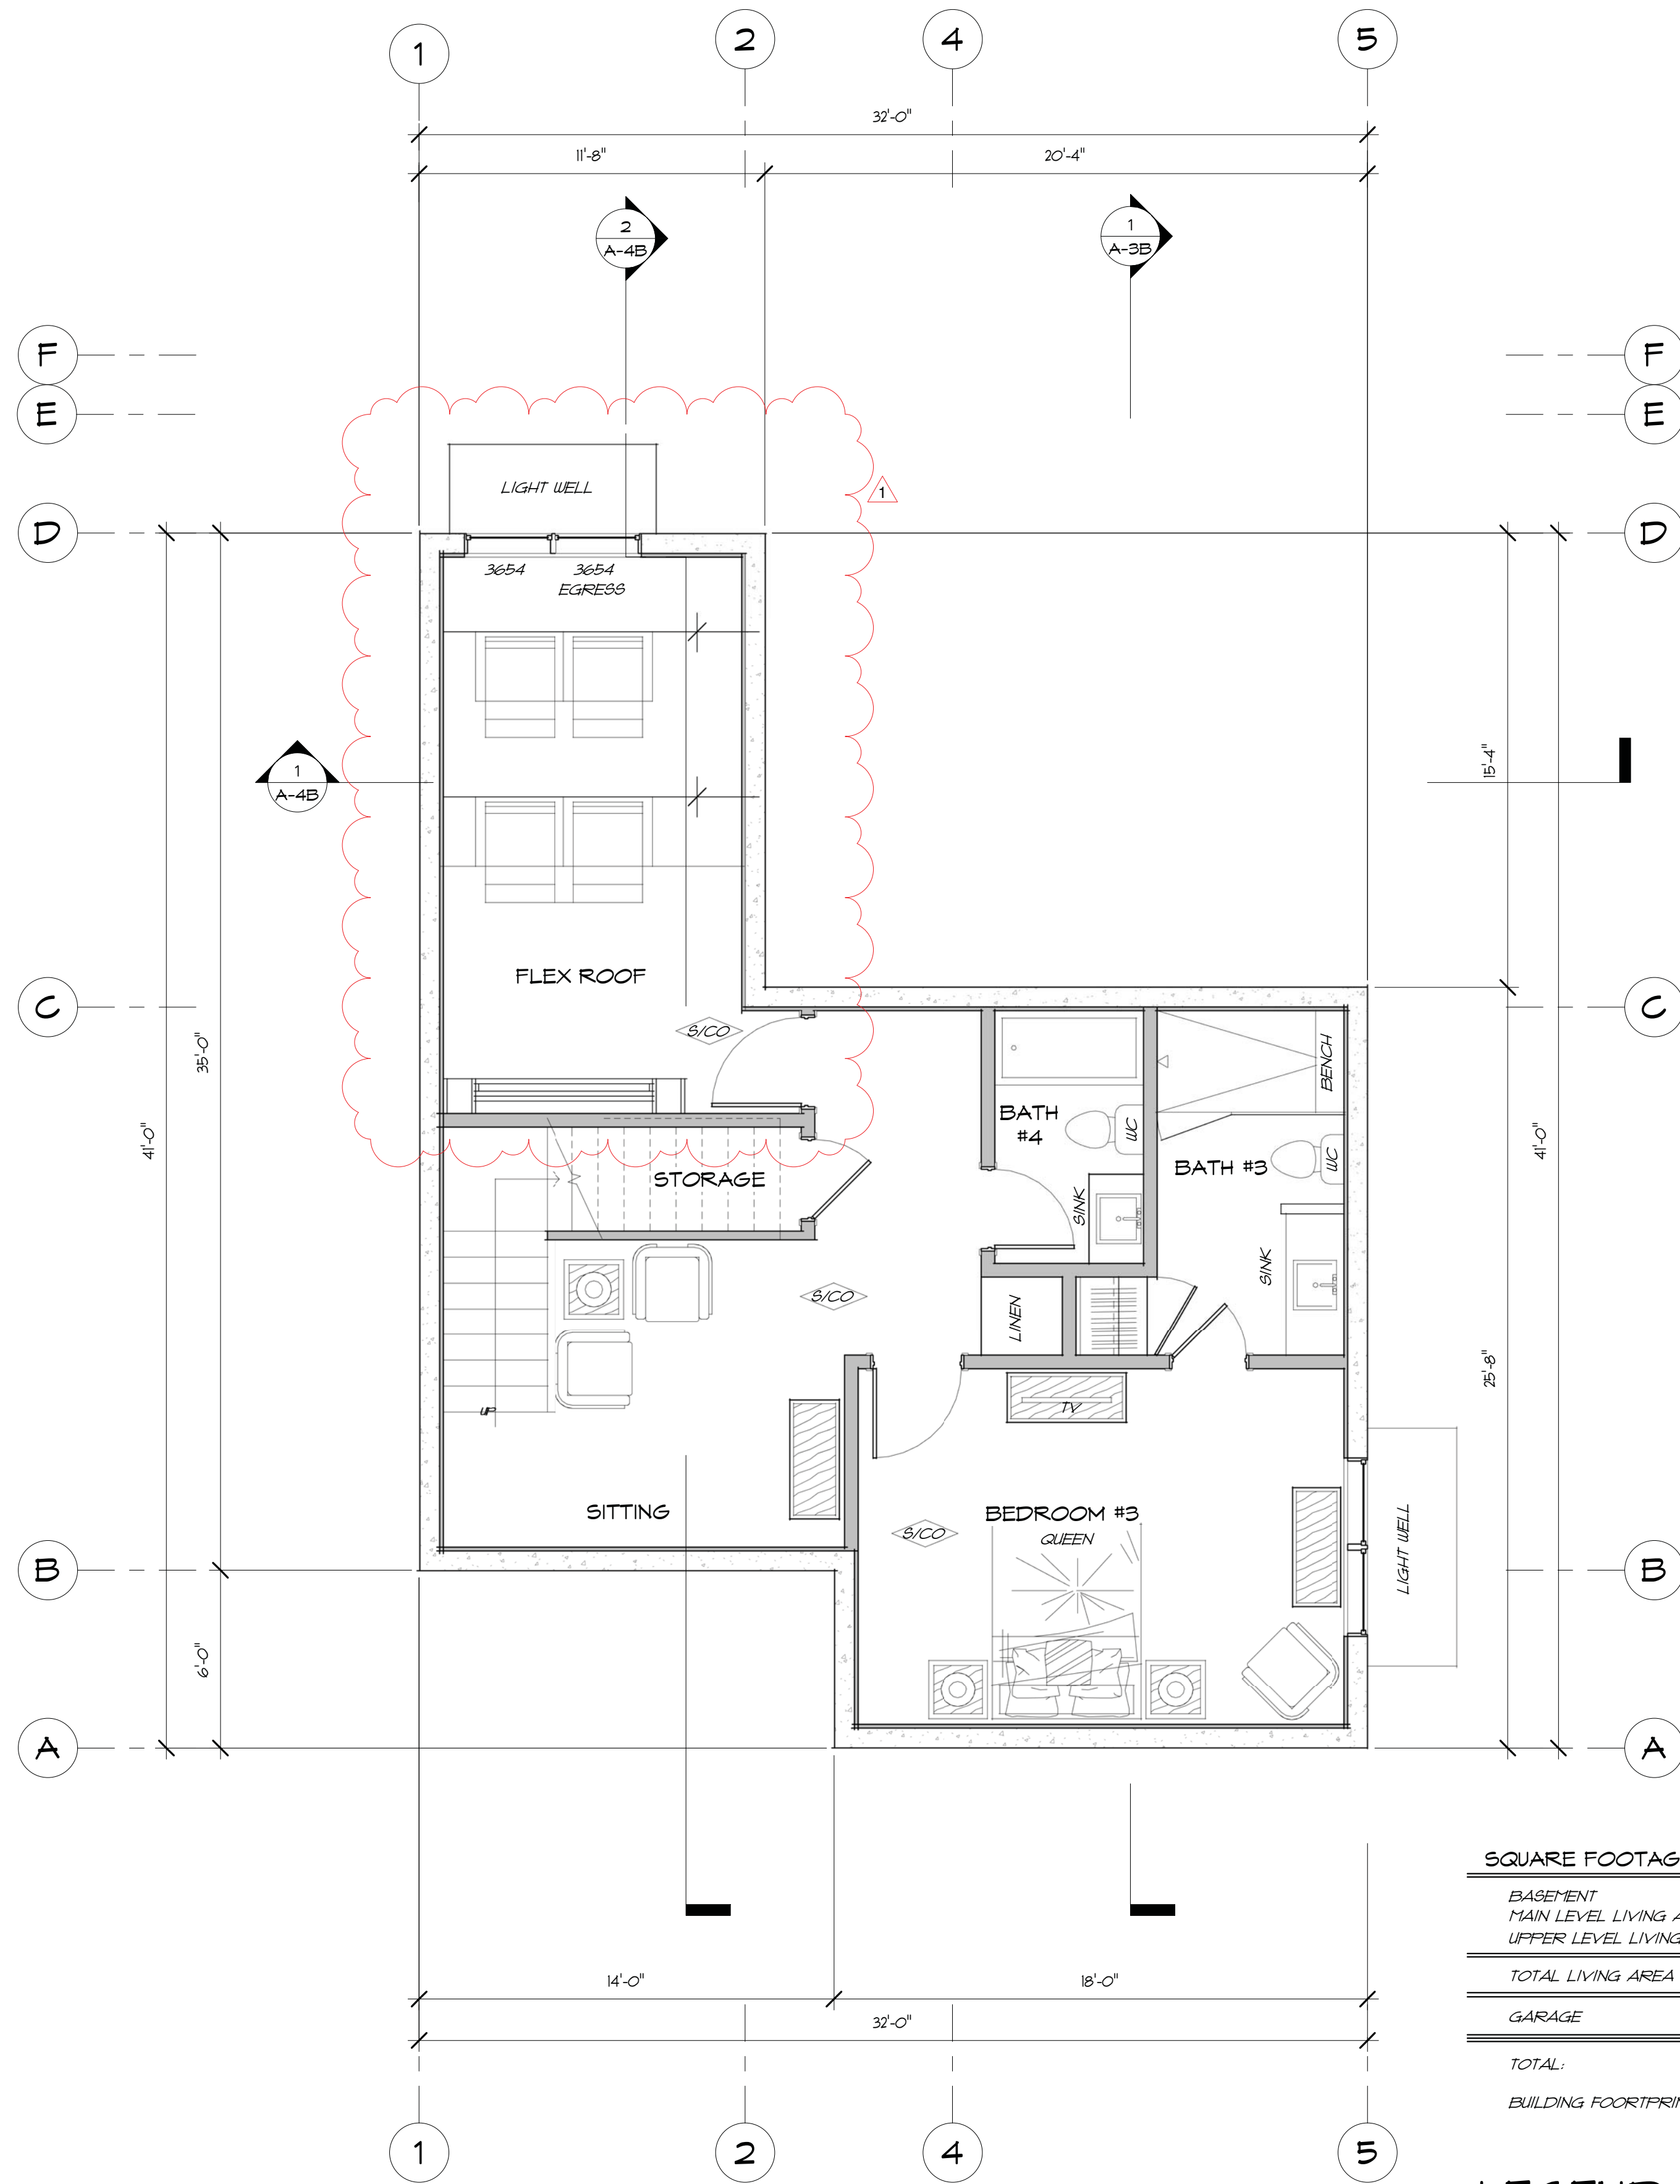 1
2
4
5
32'-0"
11'-8"
20'-4"
2
A-4B
1
A-3B
F
F
E
E
LIGHT WELL
1
D
D
3654
3654
EGRESS
15'-4"
1
A-4B
FLEX ROOF
C
C
S/CO
35'-0"
BENCH
BATH
#4
WC
41'-0"
41'-0"
BATH #3
WC
STORAGE
SINK
SINK
S/CO
LINEN
25'-8"
UP
TV
SITTING
BEDROOM #3
S/CO
QUEEN
LIGHT WELL
B
B
6'-0"
A
A
SQUARE FOOTAG
BASEMENT
MAIN LEVEL LIVING A
UPPER LEVEL LIVING
TOTAL LIVING AREA
14'-0"
18'-0"
GARAGE
32'-0"
TOTAL:
BUILDING FOORTPRIN
1
2
4
5